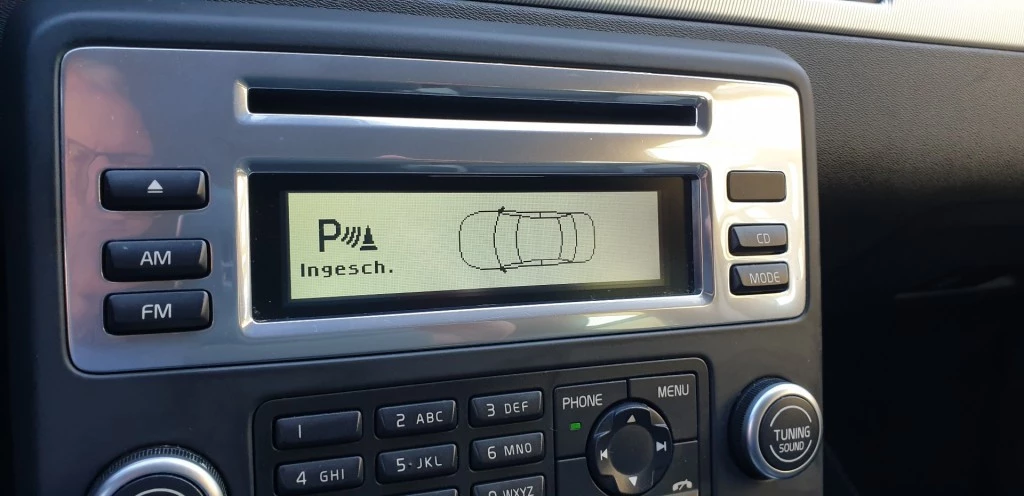 P
Ingesch.
AM
FM
CD
MODE
1
2 ABC
3 DEF
PHONE
MENU
4 GHI
5 JKL
6 MNO
WXYZ
TUNING
SOUND